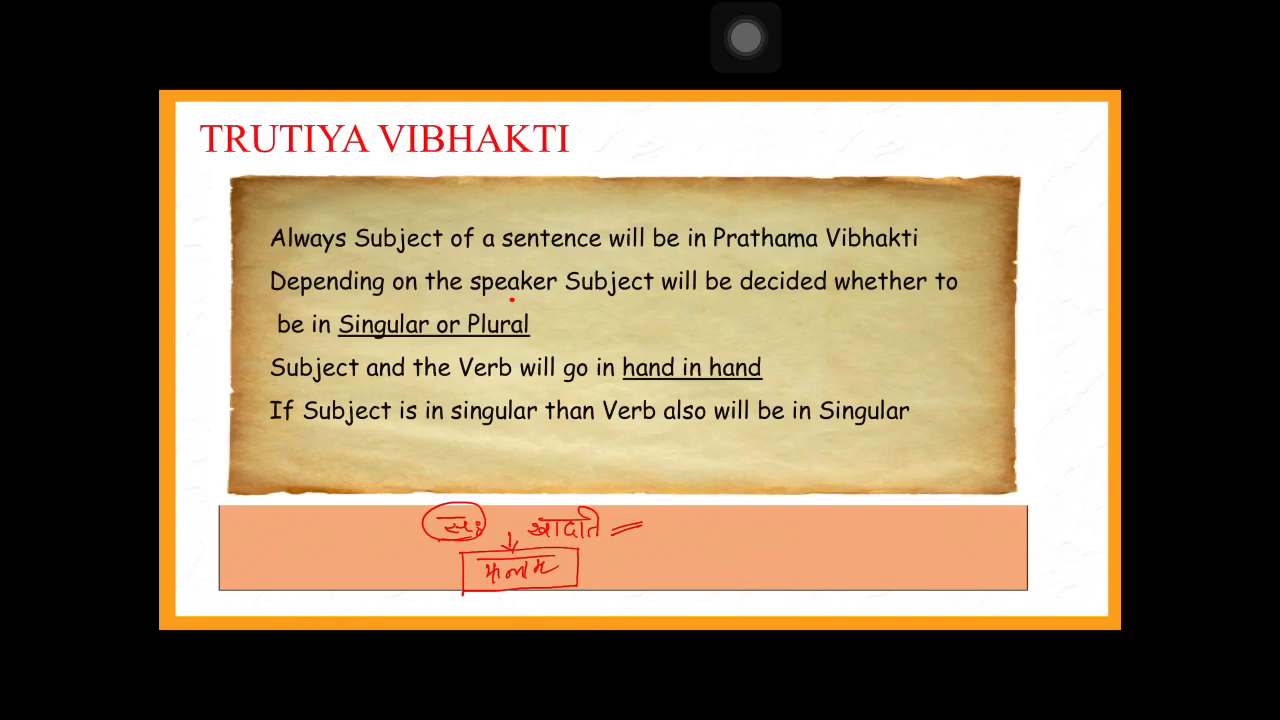 TRUTIYA VIBHAKTI
Always Subject of a sentence will be in Prathama Vibhakti
Depending on the speaker Subject will be decided whether to
be in Singular or Plural
Subject and the Verb will go in hand in hand
If Subject is in singular than Verb also will be in Singular
सः खादति